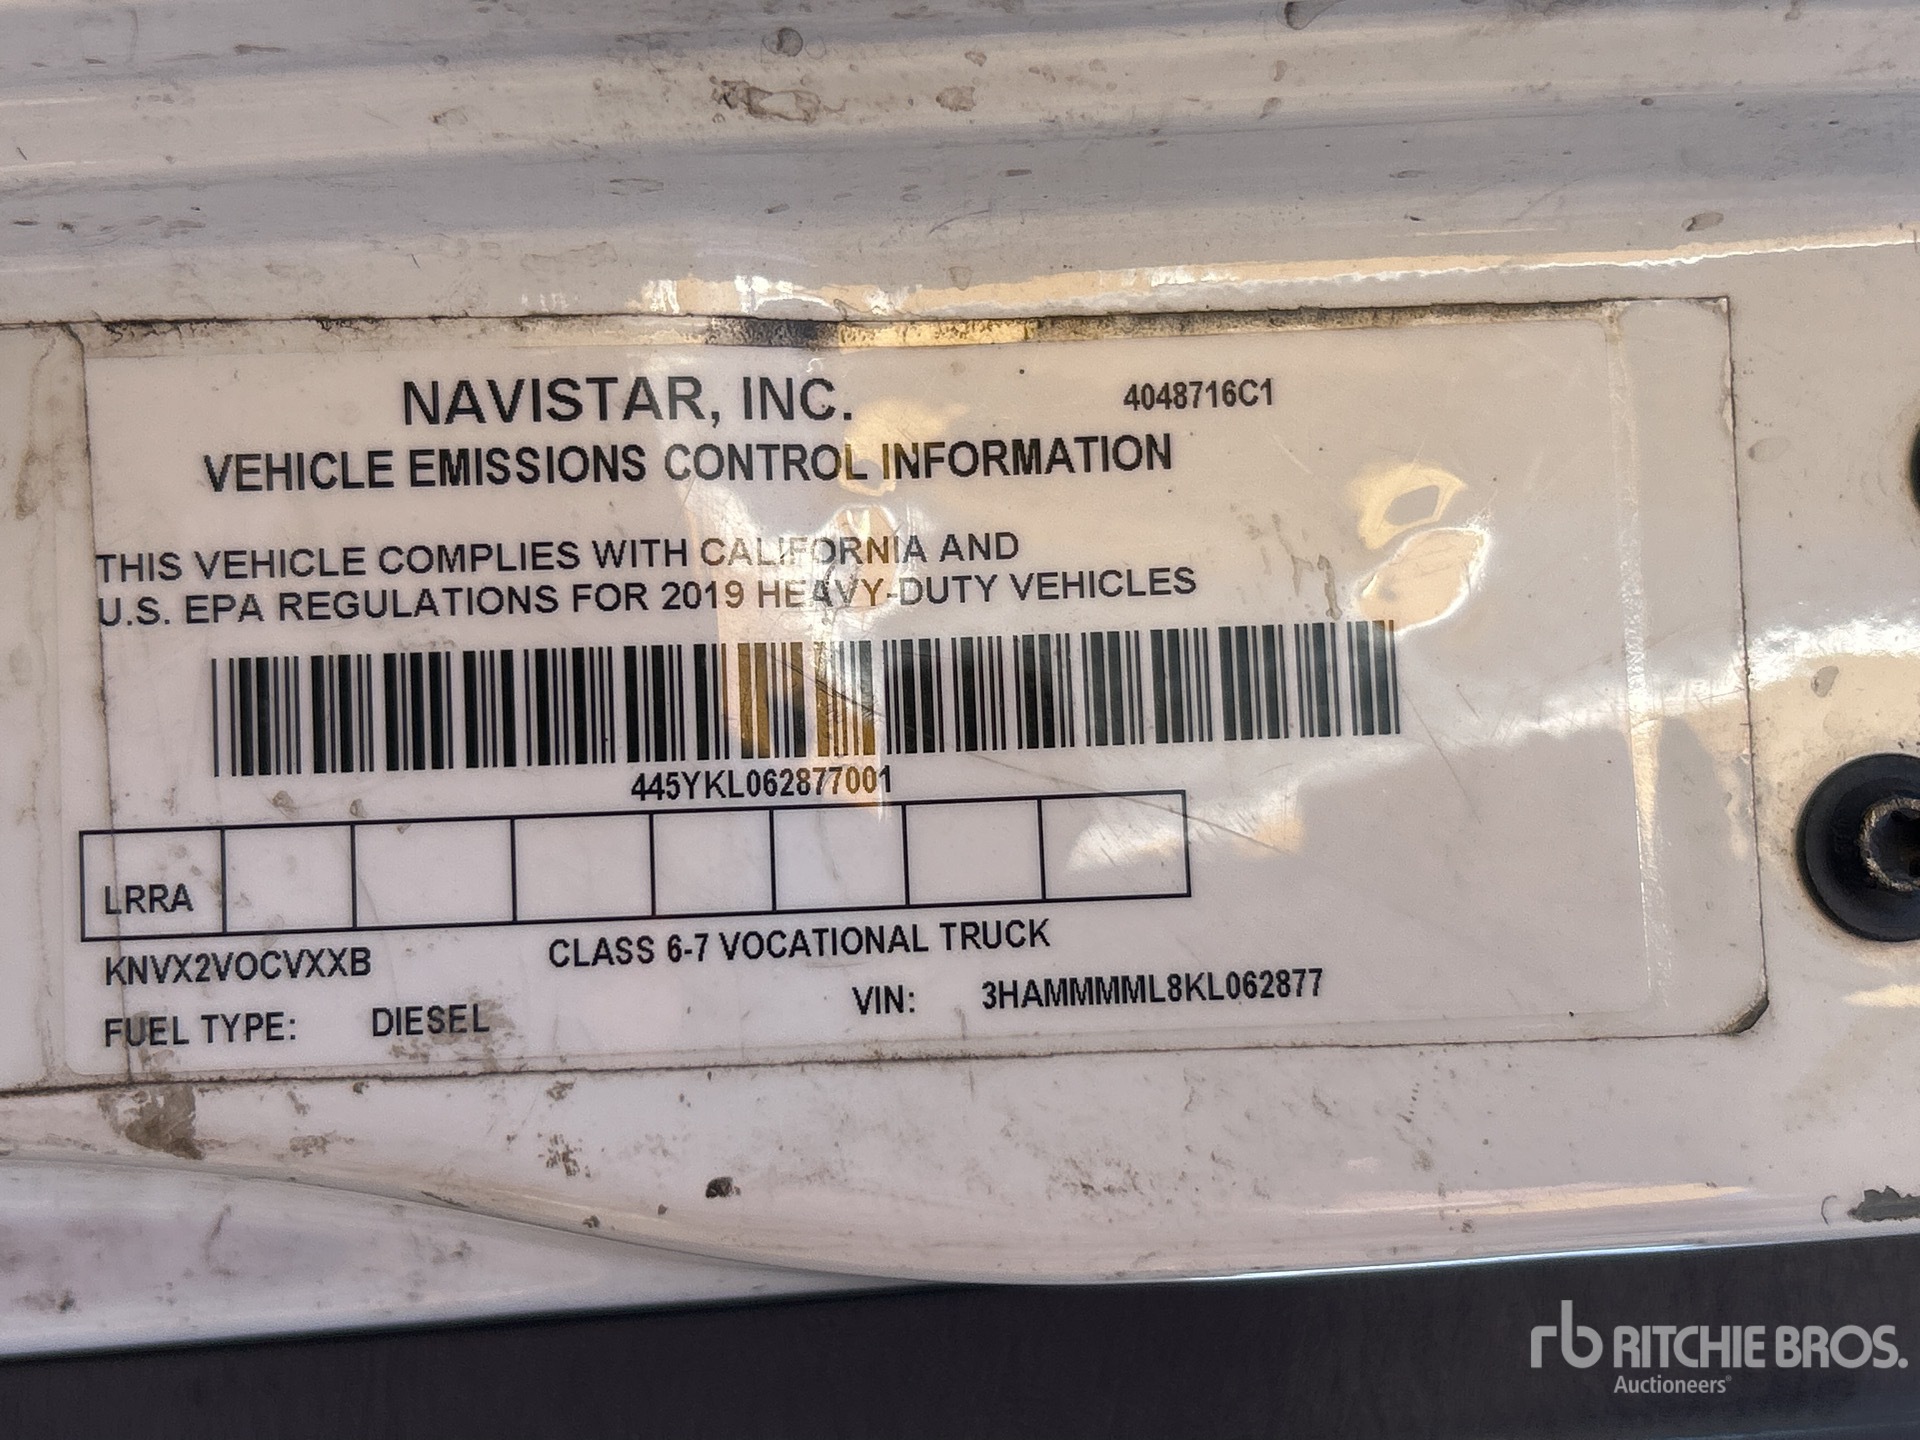 NAVISTAR, INC. 4048716C1
VEHICLE EMISSIONS CONTROL INFORMATION
THIS VEHICLE COMPLIES WITH CALIFORNIA AND
U.S. EPA REGULATIONS FOR 2019 HEAVY-DUTY VEHICLES
445YKL062877001
LRRA
KNVX2VOCVXXB CLASS 6-7 VOCATIONAL TRUCK
FUEL TYPE: DIESEL VIN: 3HAMMMML8KL062877
rb RITCHIE BROS.
Auctioneers®